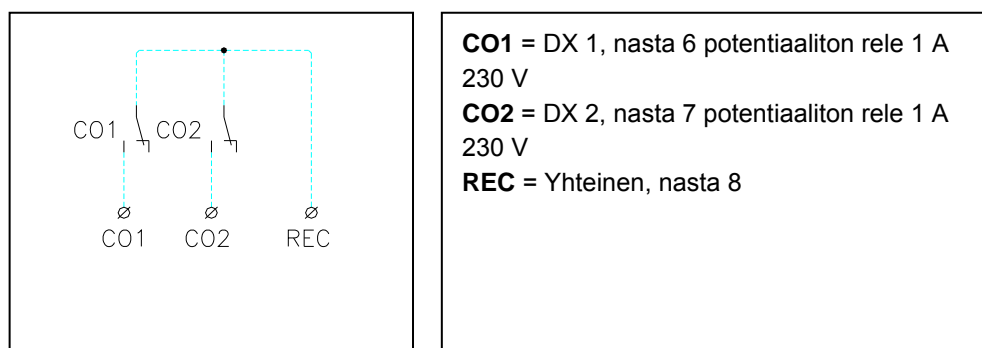 CO1
CO2
CO1
CO2
REC
CO1 = DX 1, nasta 6 potentiaaliton rele 1 A
230 V
CO2 = DX 2, nasta 7 potentiaaliton rele 1 A
230 V
REC = Yhteinen, nasta 8